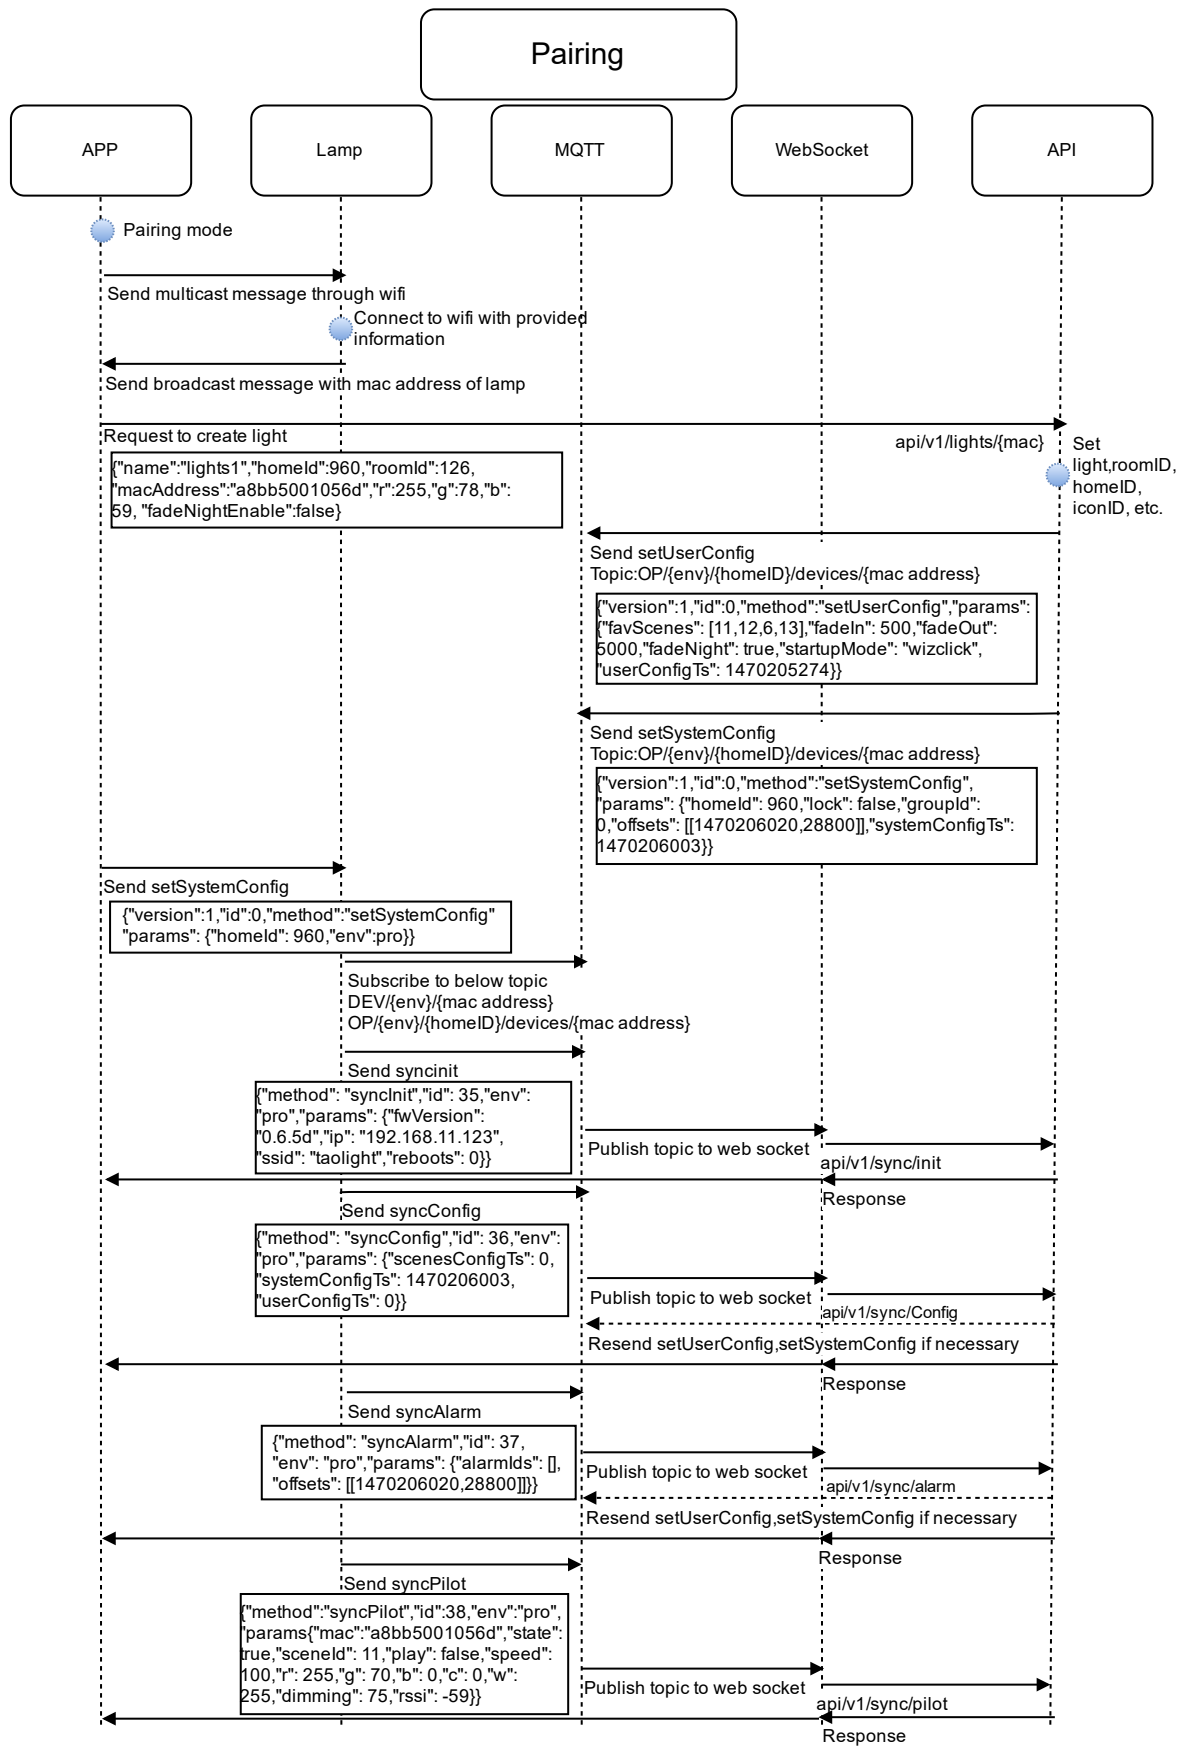 Pairing
APP
Lamp
MQTT
WebSocket
API
Pairing mode
Send multicast message through wifi
Connect to wifi with provided
information
Send broadcast message with mac address of lamp
Request to create light
api/v1/lights/{mac}
Set
light,roomID,
homeID,
iconID, etc.
{"name":"lights1","homeId":960,"roomId":126,
"macAddress":"a8bb5001056d","r":255,"g":78,"b":
59, "fadeNightEnable":false}
Send setUserConfig
Topic:OP/{env}/{homeID}/devices/{mac address}
{"version":1,"id":0,"method":"setUserConfig","params":
{"favScenes": [11,12,6,13],"fadeIn": 500,"fadeOut":
5000,"fadeNight": true,"startupMode": "wizclick",
"userConfigTs": 1470205274}}
Send setSystemConfig
Topic:OP/{env}/{homeID}/devices/{mac address}
{"version":1,"id":0,"method":"setSystemConfig",
"params": {"homeId": 960,"lock": false,"groupId":
0,"offsets": [[1470206020,28800]],"systemConfigTs":
1470206003}}
Send setSystemConfig
{"version":1,"id":0,"method":"setSystemConfig"
"params": {"homeId": 960,"env":pro}}
Subscribe to below topic
DEV/{env}/{mac address}
OP/{env}/{homeID}/devices/{mac address}
Send syncinit
{"method": "syncInit","id": 35,"env":
"pro","params": {"fwVersion":
"0.6.5d","ip": "192.168.11.123",
"ssid": "taolight","reboots": 0}}
Publish topic to web socket
api/v1/sync/init
Response
Send syncConfig
{"method": "syncConfig","id": 36,"env":
"pro","params": {"scenesConfigTs": 0,
"systemConfigTs": 1470206003,
"userConfigTs": 0}}
Publish topic to web socket
api/v1/sync/Config
Resend setUserConfig,setSystemConfig if necessary
Response
Send syncAlarm
{"method": "syncAlarm","id": 37,
"env": "pro","params": {"alarmIds": [],
"offsets": [[1470206020,28800]]}}
Publish topic to web socket
api/v1/sync/alarm
Resend setUserConfig,setSystemConfig if necessary
Response
Send syncPilot
{"method":"syncPilot","id":38,"env":"pro",
"params{"mac":"a8bb5001056d","state":
true,"sceneId": 11,"play": false,"speed":
100,"r": 255,"g": 70,"b": 0,"c": 0,"w":
255,"dimming": 75,"rssi": -59}}
Publish topic to web socket
api/v1/sync/pilot
Response